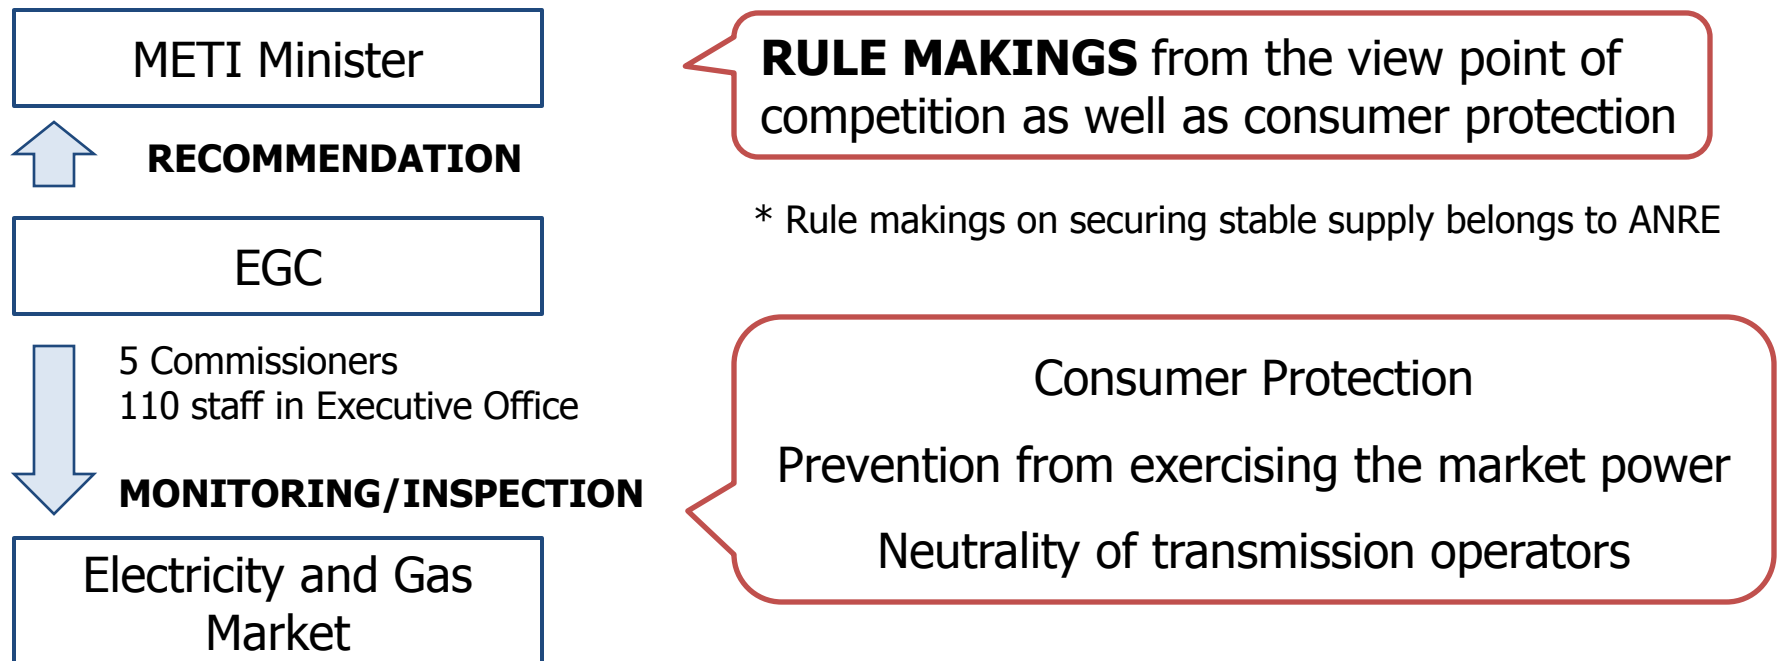 METI Minister
RECOMMENDATION
EGC
5 Commissioners
110 staff in Executive Office
MONITORING/INSPECTION
Electricity and Gas
Market
RULE MAKINGS from the view point of
competition as well as consumer protection
* Rule makings on securing stable supply belongs to ANRE
Consumer Protection
Prevention from exercising the market power
Neutrality of transmission operators